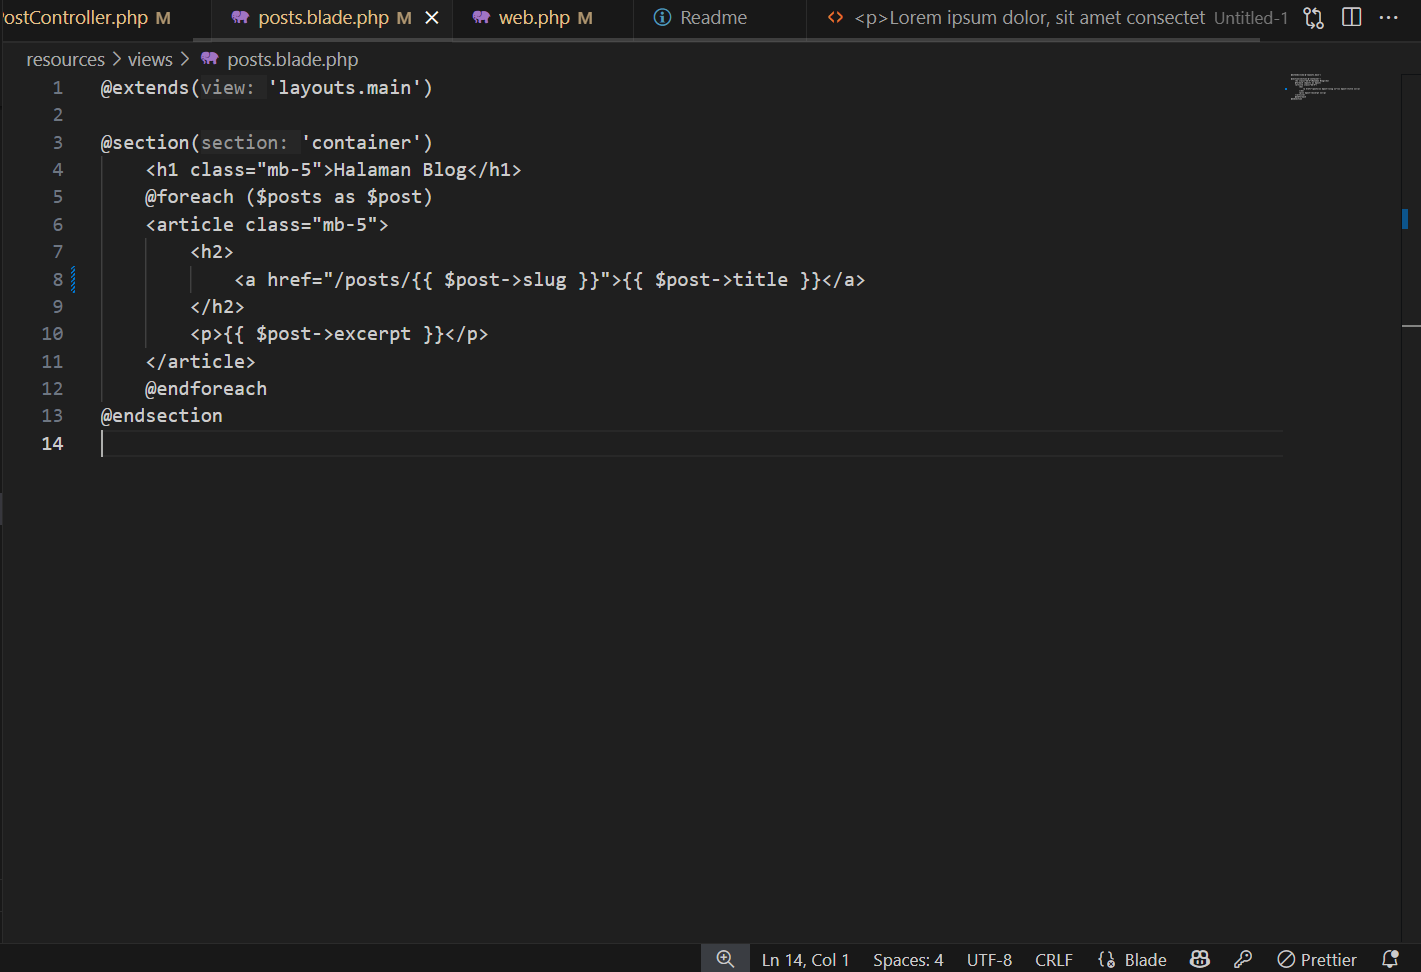 ostController.php M
posts.blade.php M
web.php M
Readme
<p>Lorem ipsum dolor, sit amet consectet Untitled-1
resources > views > posts.blade.php
1 @extends(view: 'layouts.main')
2
3 @section(section: 'container')
4 <h1 class="mb-5">Halaman Blog</h1>
5 @foreach ($posts as $post)
6 <article class="mb-5">
7 <h2>
8 <a href="/posts/{{ $post->slug }}">{{ $post->title }}</a>
9 </h2>
10 <p>{{ $post->excerpt }}</p>
11 </article>
12 @endforeach
13 @endsection
14
Ln 14, Col 1 Spaces: 4 UTF-8 CRLF Blade Prettier